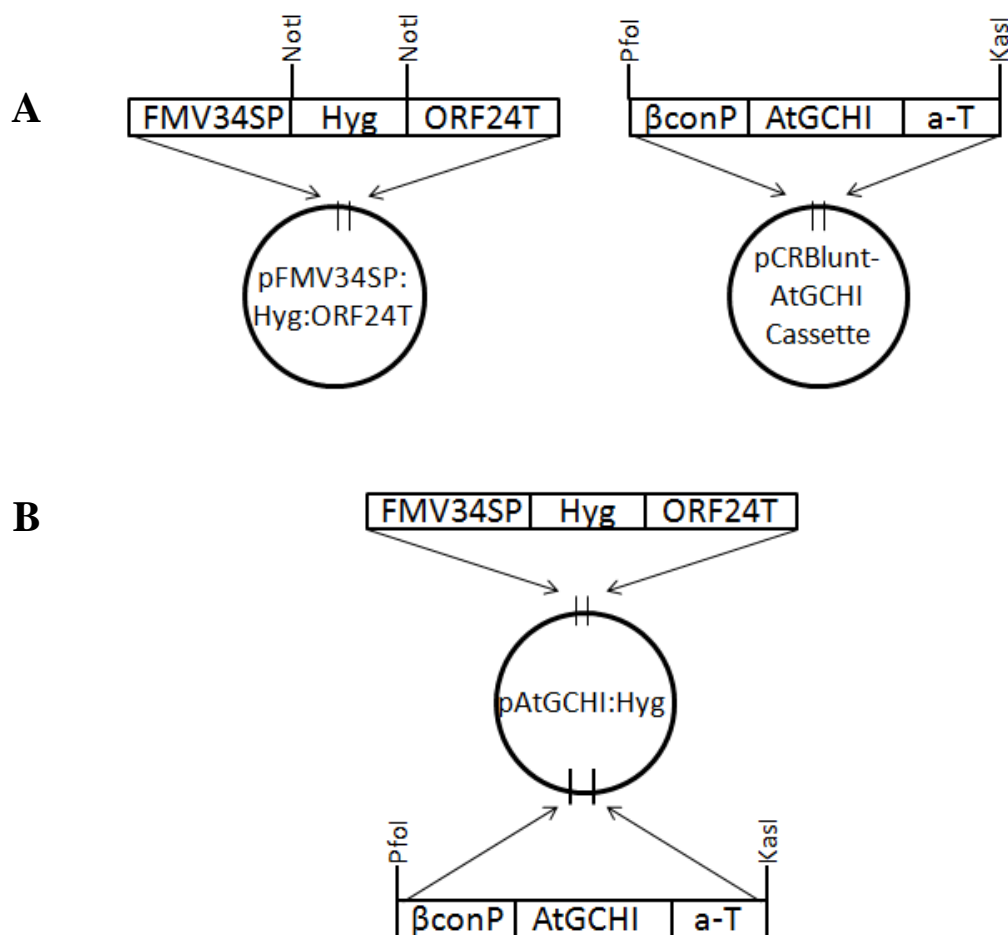 A
NotI NotI
FMV34SP Hyg ORF24T
pFMV34SP:
Hyg:ORF24T
PfoI KasI
βconP AtGCHI a-T
pCRBlunt-
AtGCHI
Cassette
B
FMV34SP Hyg ORF24T
pAtGCHI:Hyg
PfoI KasI
βconP AtGCHI a-T